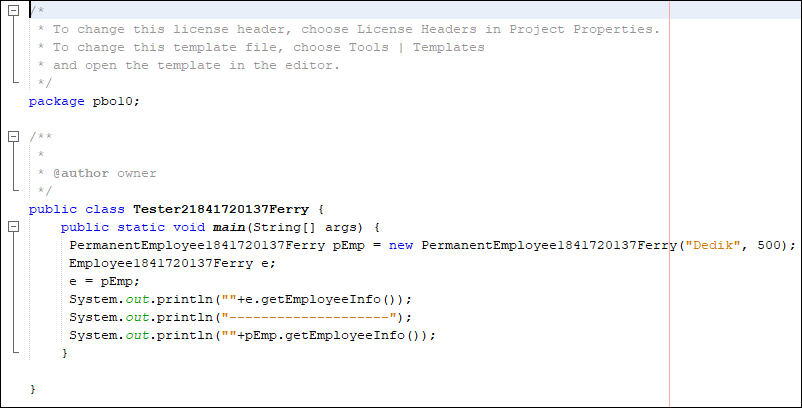 /*
 * To change this license header, choose License Headers in Project Properties.
 * To change this template file, choose Tools | Templates
 * and open the template in the editor.
 */
package pbo10;
/**
 *
 * @author owner
 */
public class Tester21841720137Ferry {
    public static void main(String[] args) {
     PermanentEmployee1841720137Ferry pEmp = new PermanentEmployee1841720137Ferry("Dedik", 500);
     Employee1841720137Ferry e;
     e = pEmp;
     System.out.println(""+e.getEmployeeInfo());
     System.out.println("--------------------");
     System.out.println(""+pEmp.getEmployeeInfo());
    }
}